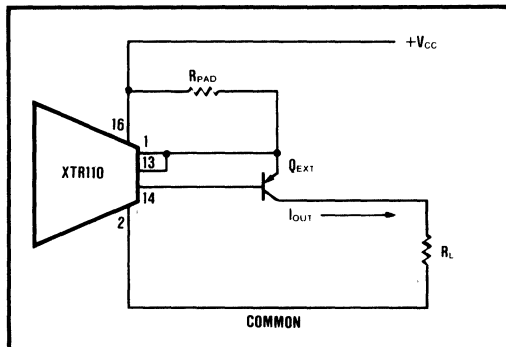 +VCC
RPAD
16
1
13
QEXT
XTR110
14
IOUT
2
RL
COMMON